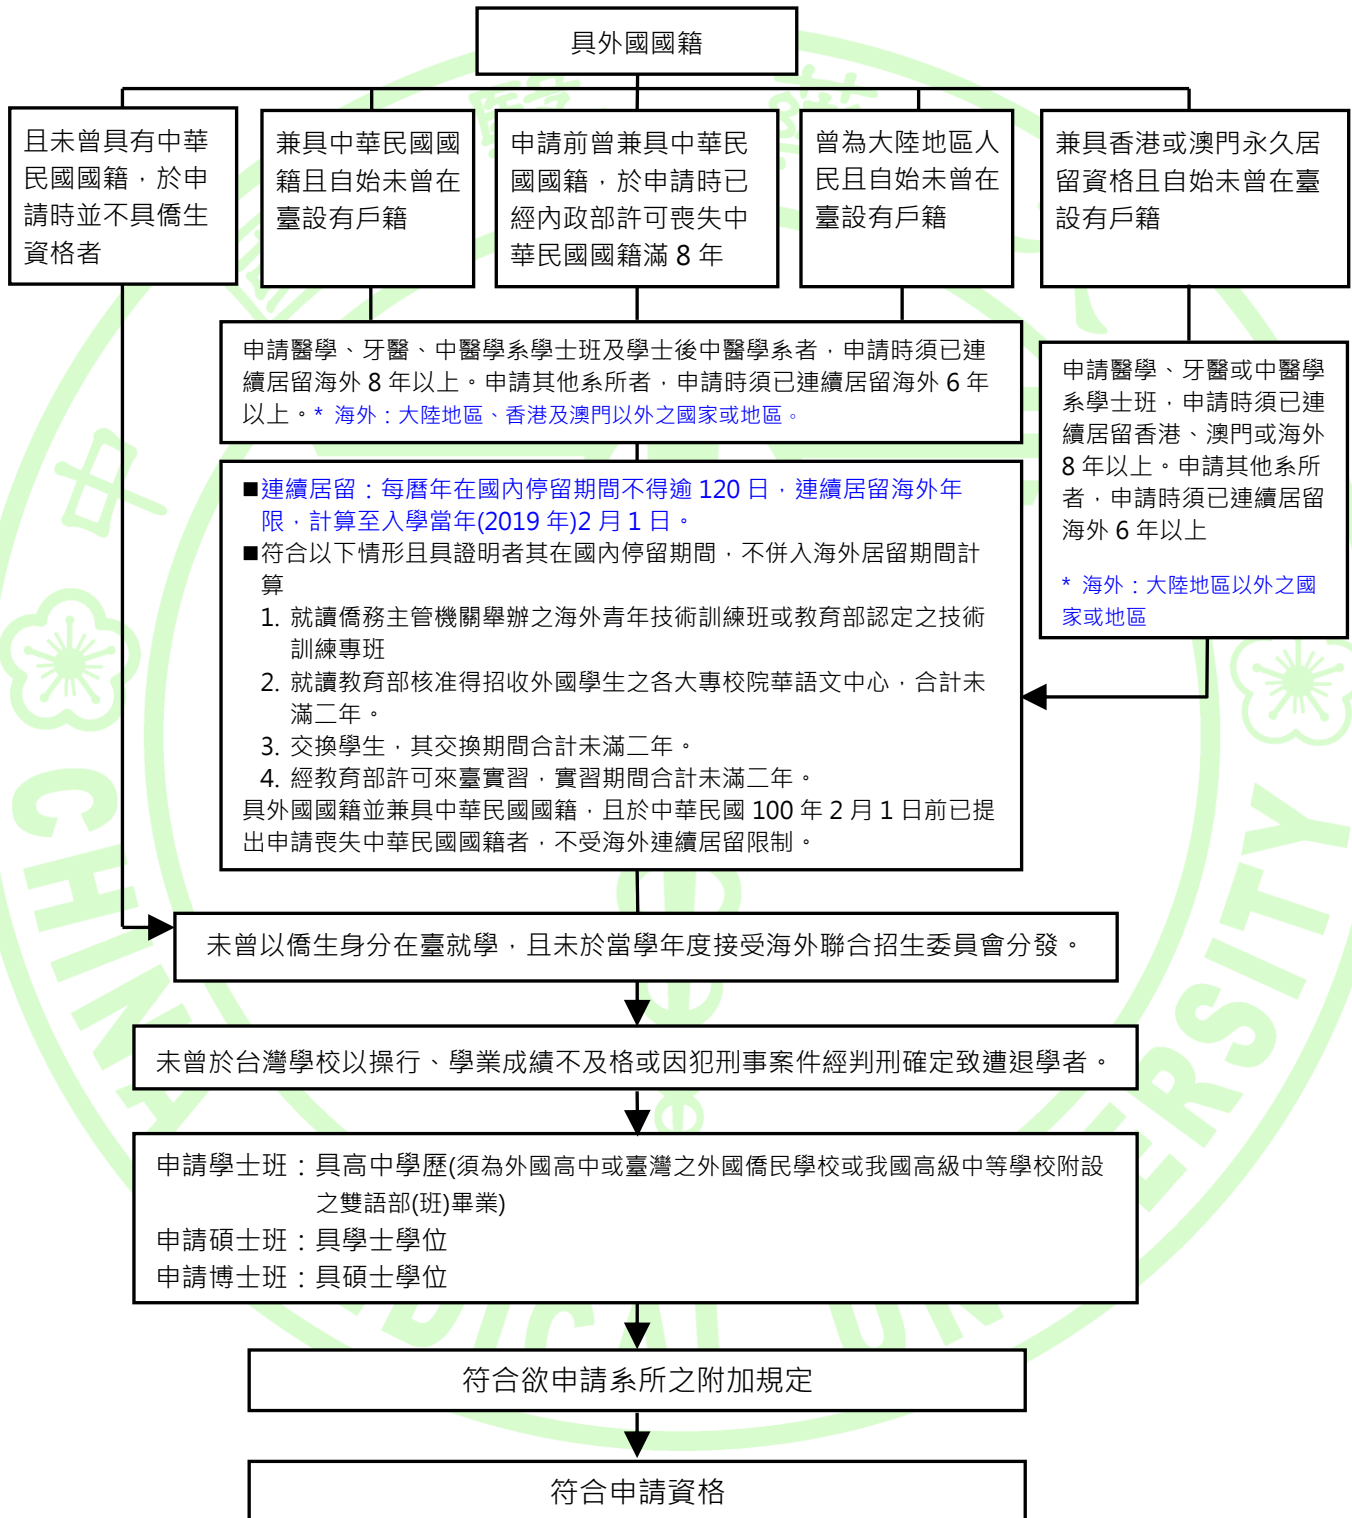 具外國國籍
且未曾具有中華
民國國籍，於申
請時並不具僑生
資格者
兼具中華民國國
籍且自始未曾在
臺設有戶籍
申請前曾兼具中華民
國國籍，於申請時已
經內政部許可喪失中
華民國國籍滿 8 年
曾為大陸地區人
民且自始未曾在
臺設有戶籍
兼具香港或澳門永久居
留資格且自始未曾在臺
設有戶籍
申請醫學、牙醫、中醫學系學士班及學士後中醫學系者，申請時須已連
續居留海外 8 年以上。申請其他系所者，申請時須已連續居留海外 6 年
以上。* 海外：大陸地區、香港及澳門以外之國家或地區。
申請醫學、牙醫或中醫學
系學士班，申請時須已連
續居留香港、澳門或海外
8 年以上。申請其他系所
者，申請時須已連續居留
海外 6 年以上
* 海外：大陸地區以外之國
家或地區
■連續居留：每曆年在國內停留期間不得逾 120 日，連續居留海外年
限，計算至入學當年(2019 年)2 月 1 日。
■符合以下情形且具證明者其在國內停留期間，不併入海外居留期間計
算
1. 就讀僑務主管機關舉辦之海外青年技術訓練班或教育部認定之技術
訓練專班
2. 就讀教育部核准得招收外國學生之各大專校院華語文中心，合計未
滿二年。
3. 交換學生，其交換期間合計未滿二年。
4. 經教育部許可來臺實習，實習期間合計未滿二年。
具外國國籍並兼具中華民國國籍，且於中華民國 100 年 2 月 1 日前已提
出申請喪失中華民國國籍者，不受海外連續居留限制。
未曾以僑生身分在臺就學，且未於當學年度接受海外聯合招生委員會分發。
未曾於台灣學校以操行、學業成績不及格或因犯刑事案件經判刑確定致遭退學者。
申請學士班：具高中學歷(須為外國高中或臺灣之外國僑民學校或我國高級中等學校附設
之雙語部(班)畢業)
申請碩士班：具學士學位
申請博士班：具碩士學位
符合欲申請系所之附加規定
符合申請資格